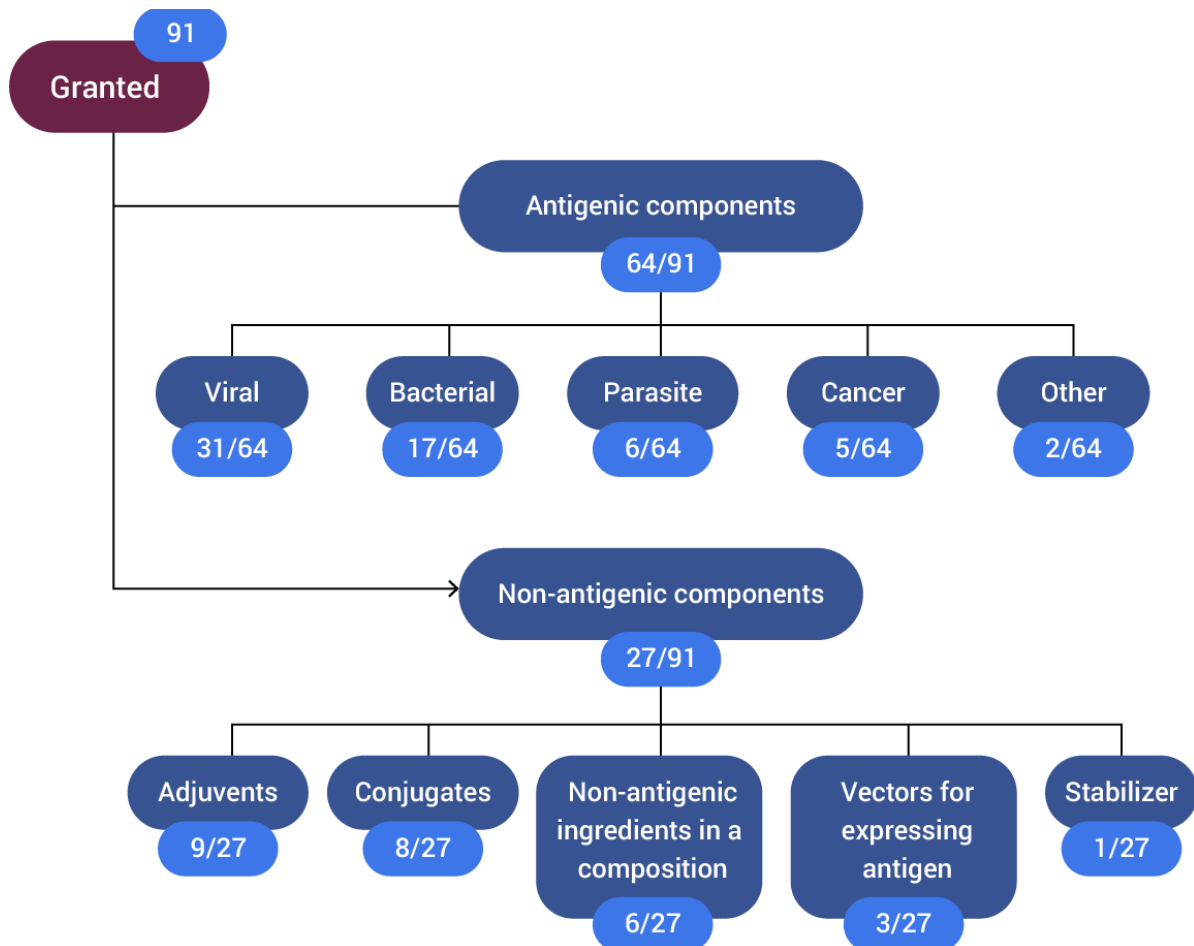 91
Granted
Antigenic components
64/91
Viral
Bacterial
Parasite
Cancer
Other
31/64
17/64
6/64
5/64
2/64
Non-antigenic components
27/91
Adjuvents
9/27
Conjugates
8/27
Non-antigenic
ingredients in a
composition
6/27
Vectors for
expressing
antigen
3/27
Stabilizer
1/27